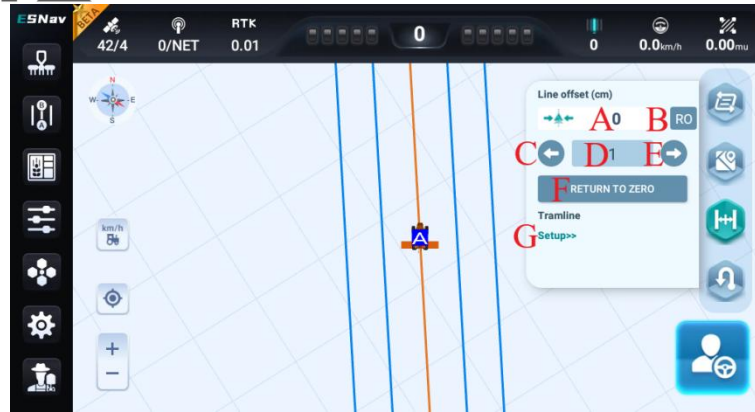 ESNav
BETA
42/4
0/NET
RTK
0.01
0
0
0.0km/h
0.00mu
N
W
E
S
km/h
A
Line offset (cm)
A 0 B RO
C D 1 E
F RETURN TO ZERO
Tramline
G Setup>>
+
−